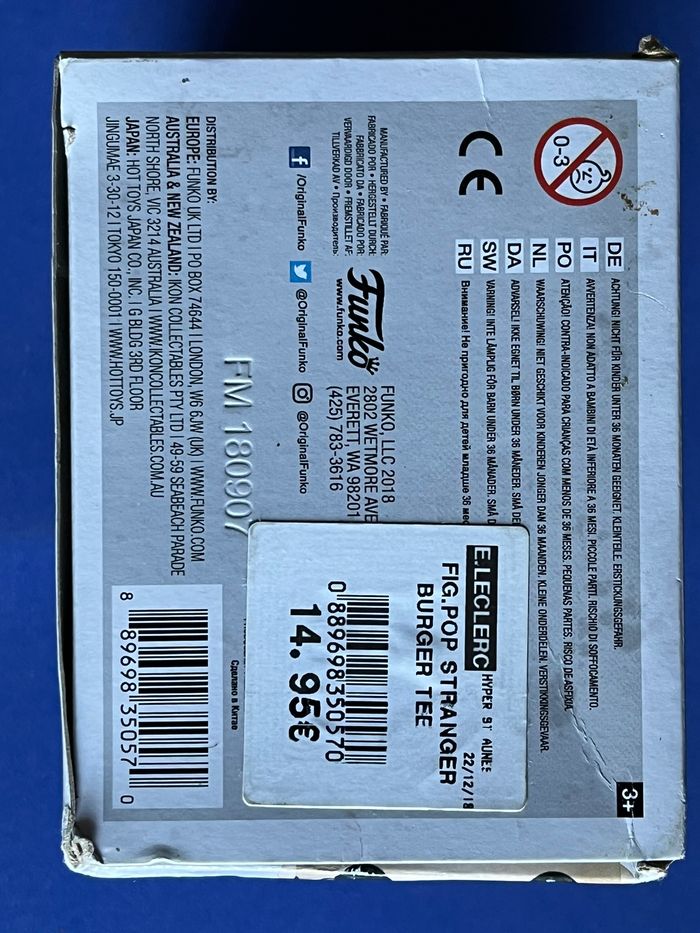 0-3
CE
DE ACHTUNG! NICHT FÜR KINDER UNTER 36 MONATEN GEEIGNET. KLEINTEILE. ERSTICKUNGSGEFAHR.
IT AVVERTENZA! NON ADATTO A BAMBINI DI ETÀ INFERIORE A 36 MESI. PICCOLE PARTI. RISCHIO DI SOFFOCAMENTO.
PO ATENÇÃO! CONTRA-INDICADO PARA CRIANÇAS COM MENOS DE 36 MESES. PEQUENAS PARTES. RISCO DE ASFIXIA
NL WAARSCHUWING! NIET GESCHIKT VOOR KINDEREN JONGER DAN 36 MAANDEN. KLEINE ONDERDELEN. VERSTIKKINGSGEVAAR.
DA ADVARSEL! IKKE EGNET TIL BØRN UNDER 36 MÅNEDER. SMÅ DE
SW VARNING! INTE LÄMPLIG FÖR BARN UNDER 36 MÅNADER. SMÅ D
RU Внимание! Не пригодно для детей младше 36 мес
3+
MANUFACTURED BY • FABRIQUÉ PAR:
FABRICADO POR • HERGESTELLT DURCH:
FABBRICATO DA • FABRICADO POR:
VERVAARDIGD DOOR • FREMSTILLET AF:
TILLVERKAD AV • Производитель:
Funko
www.funko.com
FUNKO, LLC 2018
2802 WETMORE AVE
EVERETT, WA 98201
(425) 783-3616
f /OriginalFunko @OriginalFunko @OriginalFunko
FM 180907
DISTRIBUTION BY:
EUROPE: FUNKO UK LTD | PO BOX 74644 | LONDON, W6 6JW (UK) | WWW.FUNKO.COM
AUSTRALIA & NEW ZEALAND: IKON COLLECTABLES PTY LTD | 49-59 SEABEACH PARADE
NORTH SHORE, VIC 3214 AUSTRALIA | WWW.IKONCOLLECTABLES.COM.AU
JAPAN: HOT TOYS JAPAN CO., INC. | G BLDG 3RD FLOOR
JINGUMAE 3-30-12 | TOKYO 150-0001 | WWW.HOTTOYS.JP
E.LECLERC HYPER 91
22/12/18
FIG.POP STRANGER
BURGER TEE
0 889698 350570
14.95€
Сделано в Китае
8 89698 35057 0